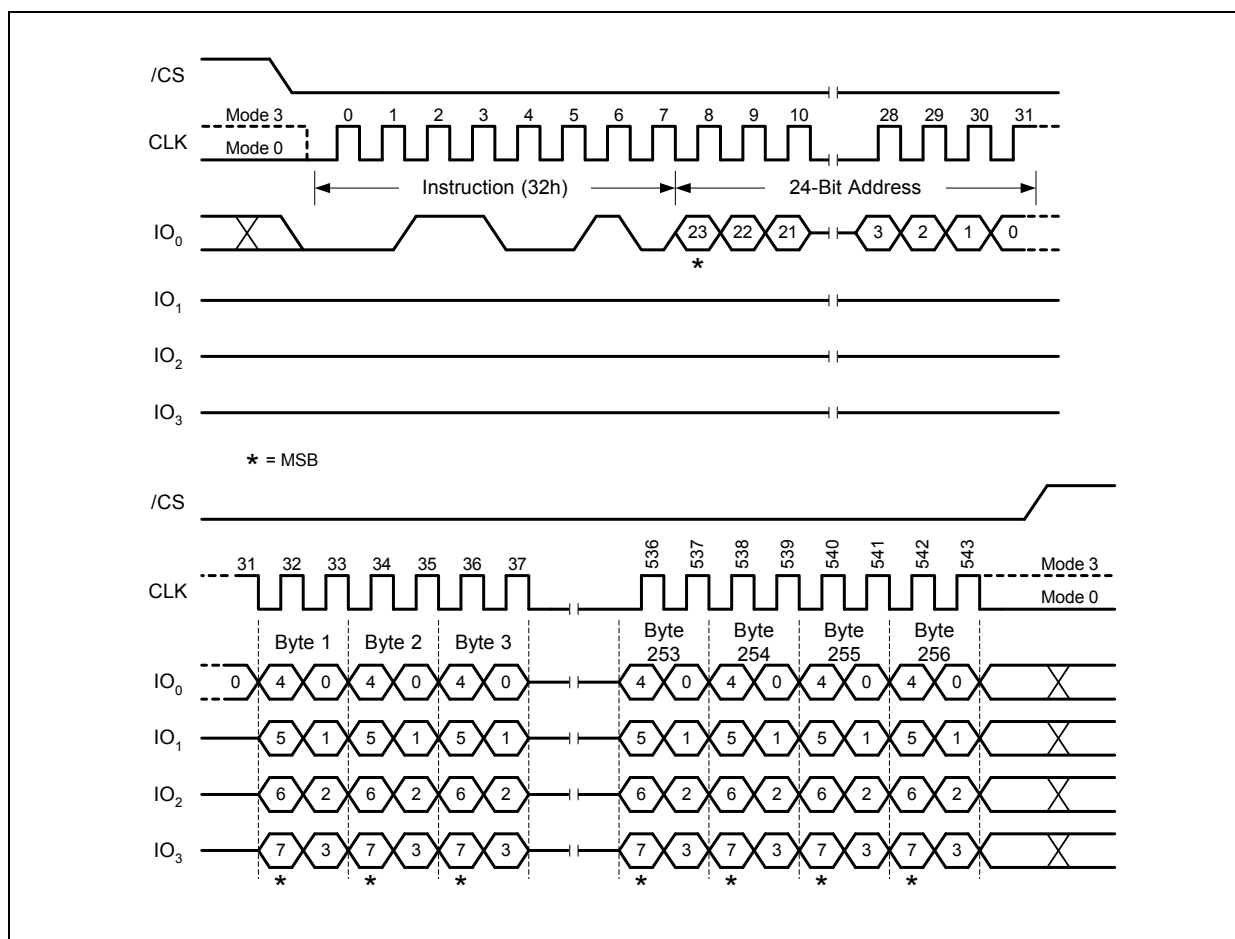 /CS
Mode 3 0 1 2 3 4 5 6 7 8 9 10 28 29 30 31
CLK
Mode 0
Instruction (32h) 24-Bit Address
IO0 23 22 21 3 2 1 0
*
IO1
IO2
IO3
* = MSB
/CS
31 32 33 34 35 36 37 536 537 538 539 540 541 542 543 Mode 3
CLK
Mode 0
Byte 1 Byte 2 Byte 3 Byte 253 Byte 254 Byte 255 Byte 256
IO0 0 4 0 4 0 4 0 4 0 4 0 4 0 4 0
IO1 5 1 5 1 5 1 5 1 5 1 5 1 5 1
IO2 6 2 6 2 6 2 6 2 6 2 6 2 6 2
IO3 7 3 7 3 7 3 7 3 7 3 7 3 7 3
* * * * * * *